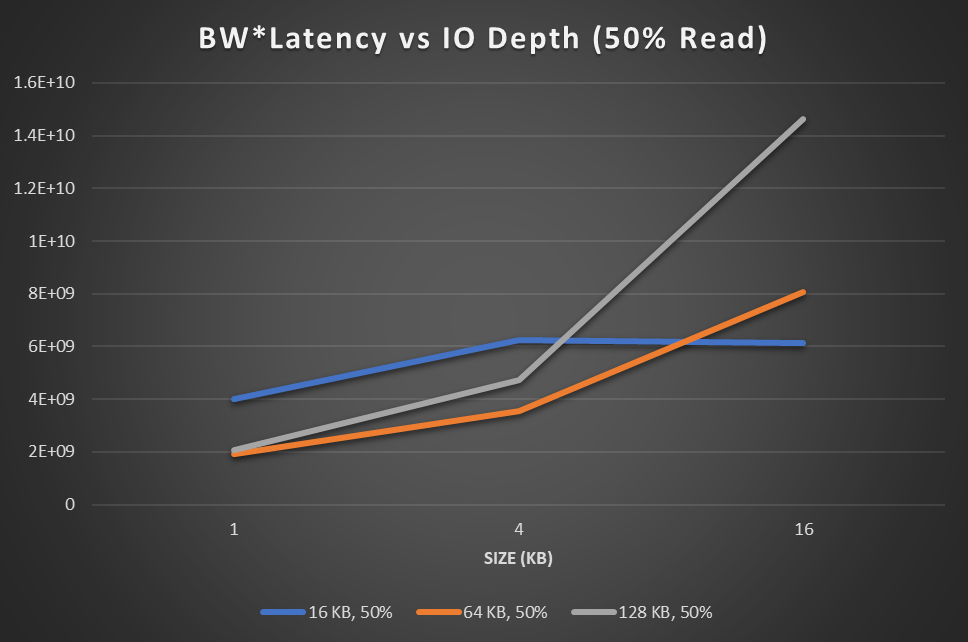 BW*Latency vs IO Depth (50% Read)
1.6E+10
1.4E+10
1.2E+10
1E+10
8E+09
6E+09
4E+09
2E+09
0
1 4 16
SIZE (KB)
16 KB, 50% 64 KB, 50% 128 KB, 50%